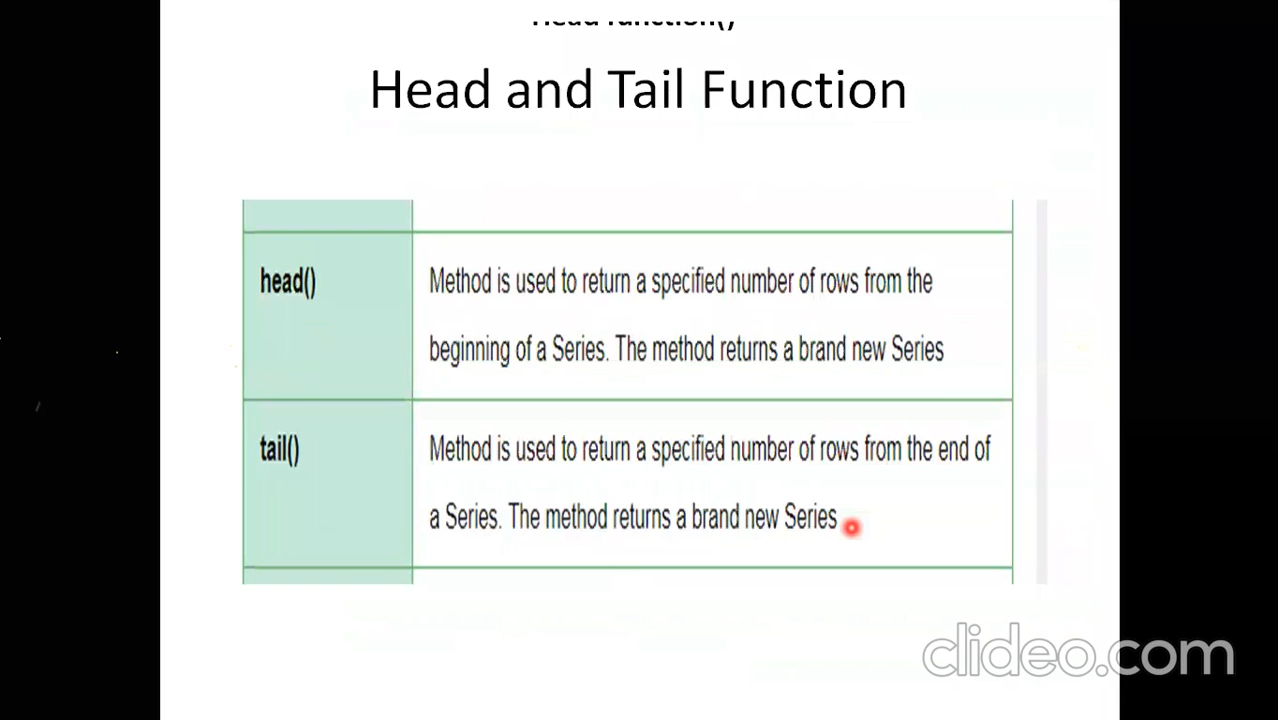 Head function()
Head and Tail Function
head()
Method is used to return a specified number of rows from the
beginning of a Series. The method returns a brand new Series
tail()
Method is used to return a specified number of rows from the end of
a Series. The method returns a brand new Series
clideo.com